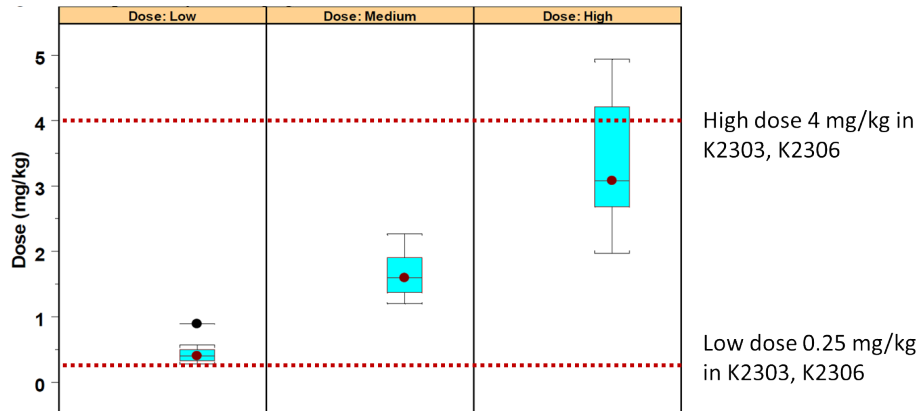 Dose: Low
Dose: Medium
Dose: High
Dose (mg/kg)
5
4
3
2
1
0
High dose 4 mg/kg in
K2303, K2306
Low dose 0.25 mg/kg
in K2303, K2306